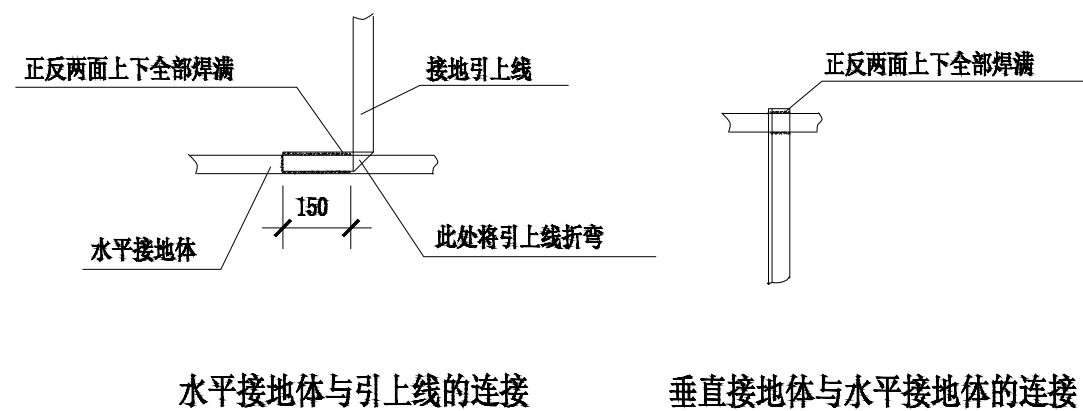 正反两面上下全部焊满
接地引上线
正反两面上下全部焊满
150
水平接地体
此处将引上线折弯
水平接地体与引上线的连接
垂直接地体与水平接地体的连接